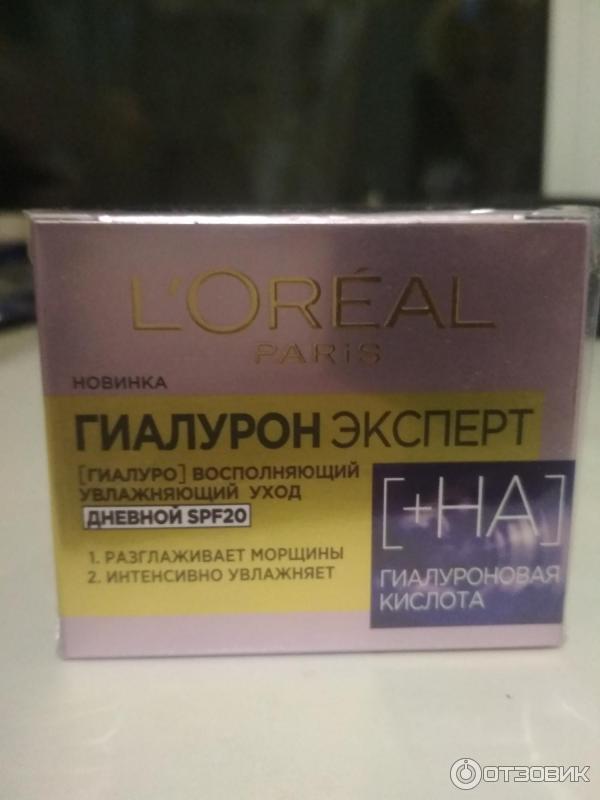 L'ORÉAL
PARIS
НОВИНКА
ГИАЛУРОН ЭКСПЕРТ
[ГИАЛУРО] ВОСПОЛНЯЮЩИЙ
УВЛАЖНЯЮЩИЙ УХОД
ДНЕВНОЙ SPF20
1. РАЗГЛАЖИВАЕТ МОРЩИНЫ
2. ИНТЕНСИВНО УВЛАЖНЯЕТ
[+HA]
ГИАЛУРОНОВАЯ
КИСЛОТА
ОТЗОВИК